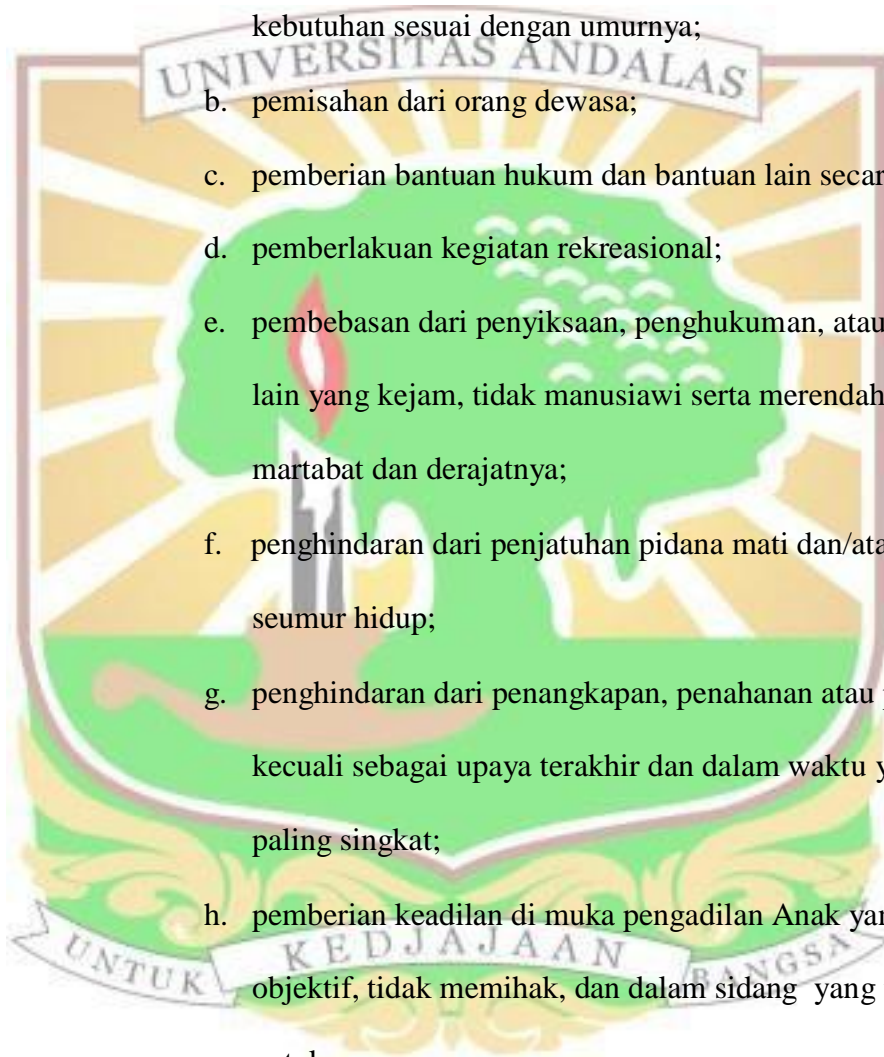 kebutuhan sesuai dengan umurnya;
UNIVERSITAS ANDALAS
b. pemisahan dari orang dewasa;
c. pemberian bantuan hukum dan bantuan lain secar
d. pemberlakuan kegiatan rekreasional;
e. pembebasan dari penyiksaan, penghukuman, atau
lain yang kejam, tidak manusiawi serta merendah
martabat dan derajatnya;
f. penghindaran dari penjatuhan pidana mati dan/ata
seumur hidup;
g. penghindaran dari penangkapan, penahanan atau
kecuali sebagai upaya terakhir dan dalam waktu y
paling singkat;
h. pemberian keadilan di muka pengadilan Anak yan
UNTUK KEDJAJAAN BANGSA
objektif, tidak memihak, dan dalam sidang yang